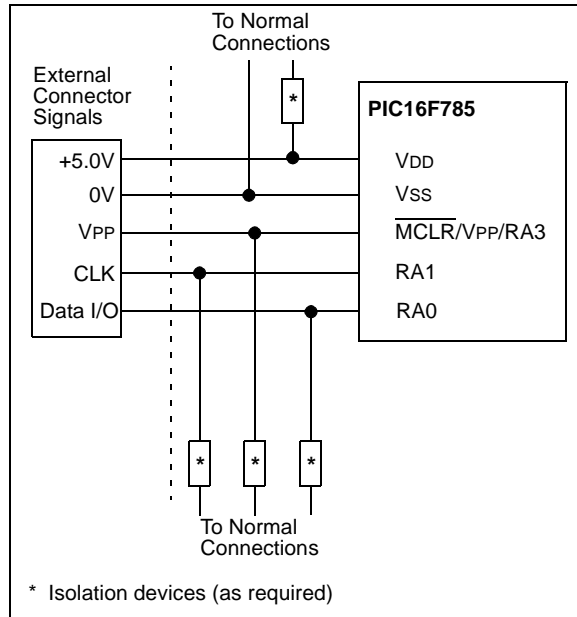 To Normal
Connections
External
Connector
Signals
*
PIC16F785
+5.0V
VDD
0V
VSS
VPP
MCLR/VPP/RA3
CLK
RA1
Data I/O
RA0
*
*
*
To Normal
Connections
* Isolation devices (as required)